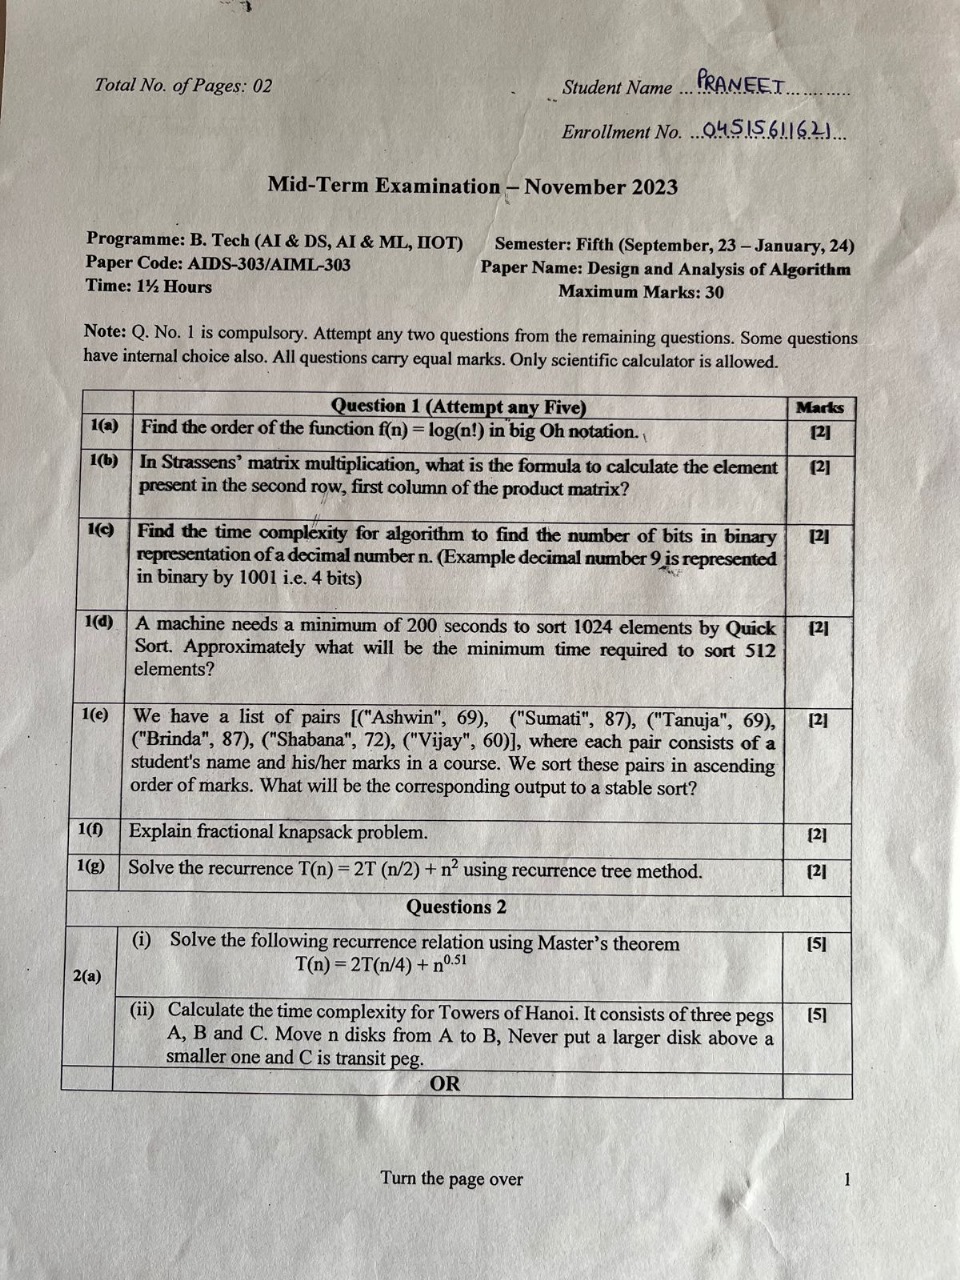 Total No. of Pages: 02
Student Name ... PRANEET ...........
Enrollment No. ...04515611621...
Mid-Term Examination – November 2023
Programme: B. Tech (AI & DS, AI & ML, IIOT) Semester: Fifth (September, 23 – January, 24)
Paper Code: AIDS-303/AIML-303 Paper Name: Design and Analysis of Algorithm
Time: 1½ Hours Maximum Marks: 30
Note: Q. No. 1 is compulsory. Attempt any two questions from the remaining questions. Some questions
have internal choice also. All questions carry equal marks. Only scientific calculator is allowed.
Question 1 (Attempt any Five) Marks
1(a) Find the order of the function f(n) = log(n!) in big Oh notation. [2]
1(b) In Strassens’ matrix multiplication, what is the formula to calculate the element [2]
present in the second row, first column of the product matrix?
1(c) Find the time complexity for algorithm to find the number of bits in binary [2]
representation of a decimal number n. (Example decimal number 9 is represented
in binary by 1001 i.e. 4 bits)
1(d) A machine needs a minimum of 200 seconds to sort 1024 elements by Quick [2]
Sort. Approximately what will be the minimum time required to sort 512
elements?
1(e) We have a list of pairs [("Ashwin", 69), ("Sumati", 87), ("Tanuja", 69), [2]
("Brinda", 87), ("Shabana", 72), ("Vijay", 60)], where each pair consists of a
student's name and his/her marks in a course. We sort these pairs in ascending
order of marks. What will be the corresponding output to a stable sort?
1(f) Explain fractional knapsack problem. [2]
1(g) Solve the recurrence T(n) = 2T (n/2) + n² using recurrence tree method. [2]
Questions 2
2(a) (i) Solve the following recurrence relation using Master’s theorem [5]
T(n) = 2T(n/4) + n^0.51
(ii) Calculate the time complexity for Towers of Hanoi. It consists of three pegs [5]
A, B and C. Move n disks from A to B, Never put a larger disk above a
smaller one and C is transit peg.
OR
Turn the page over 1